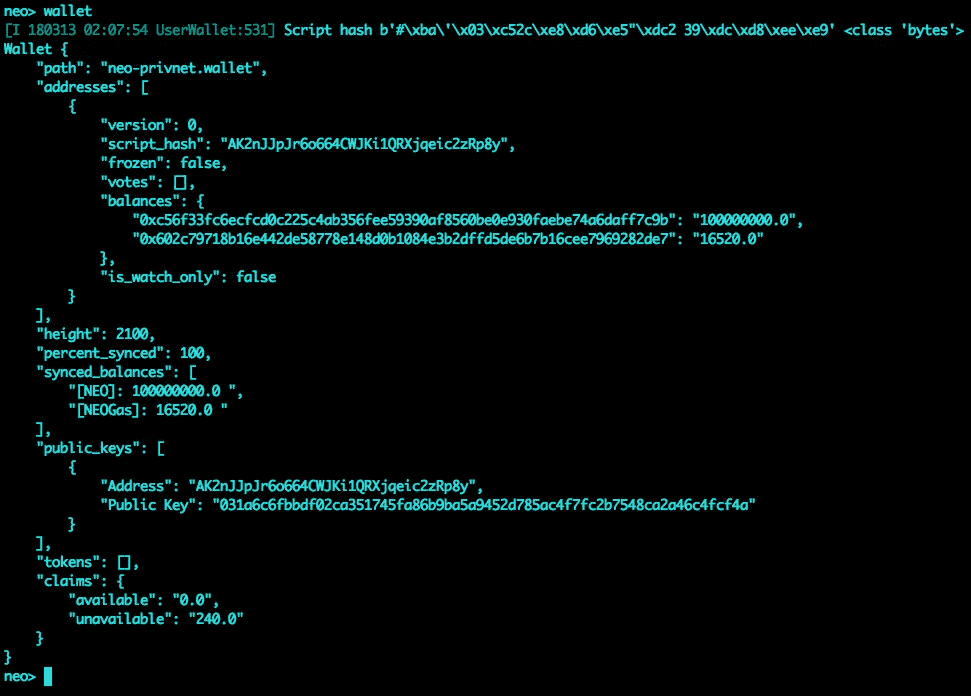 neo> wallet
[I 180313 02:07:54 UserWallet:531] Script hash b'#\xba\'\x03\xc52c\xe8\xd6\xe5"\xdc2 39\xdc\xd8\xee\xe9' <class 'bytes'>
Wallet {
    "path": "neo-privnet.wallet",
    "addresses": [
        {
            "version": 0,
            "script_hash": "AK2nJJpJr6o664CWJKi1QRXjqeic2zRp8y",
            "frozen": false,
            "votes": [],
            "balances": {
                "0xc56f33fc6ecfcd0c225c4ab356fee59390af8560be0e930faebe74a6daff7c9b": "100000000.0",
                "0x602c79718b16e442de58778e148d0b1084e3b2dffd5de6b7b16cee7969282de7": "16520.0"
            },
            "is_watch_only": false
        }
    ],
    "height": 2100,
    "percent_synced": 100,
    "synced_balances": [
        "[NEO]: 100000000.0 ",
        "[NEOGas]: 16520.0 "
    ],
    "public_keys": [
        {
            "Address": "AK2nJJpJr6o664CWJKi1QRXjqeic2zRp8y",
            "Public Key": "031a6c6fbbdf02ca351745fa86b9ba5a9452d785ac4f7fc2b7548ca2a46c4fcf4a"
        }
    ],
    "tokens": [],
    "claims": {
        "available": "0.0",
        "unavailable": "240.0"
    }
}
neo>